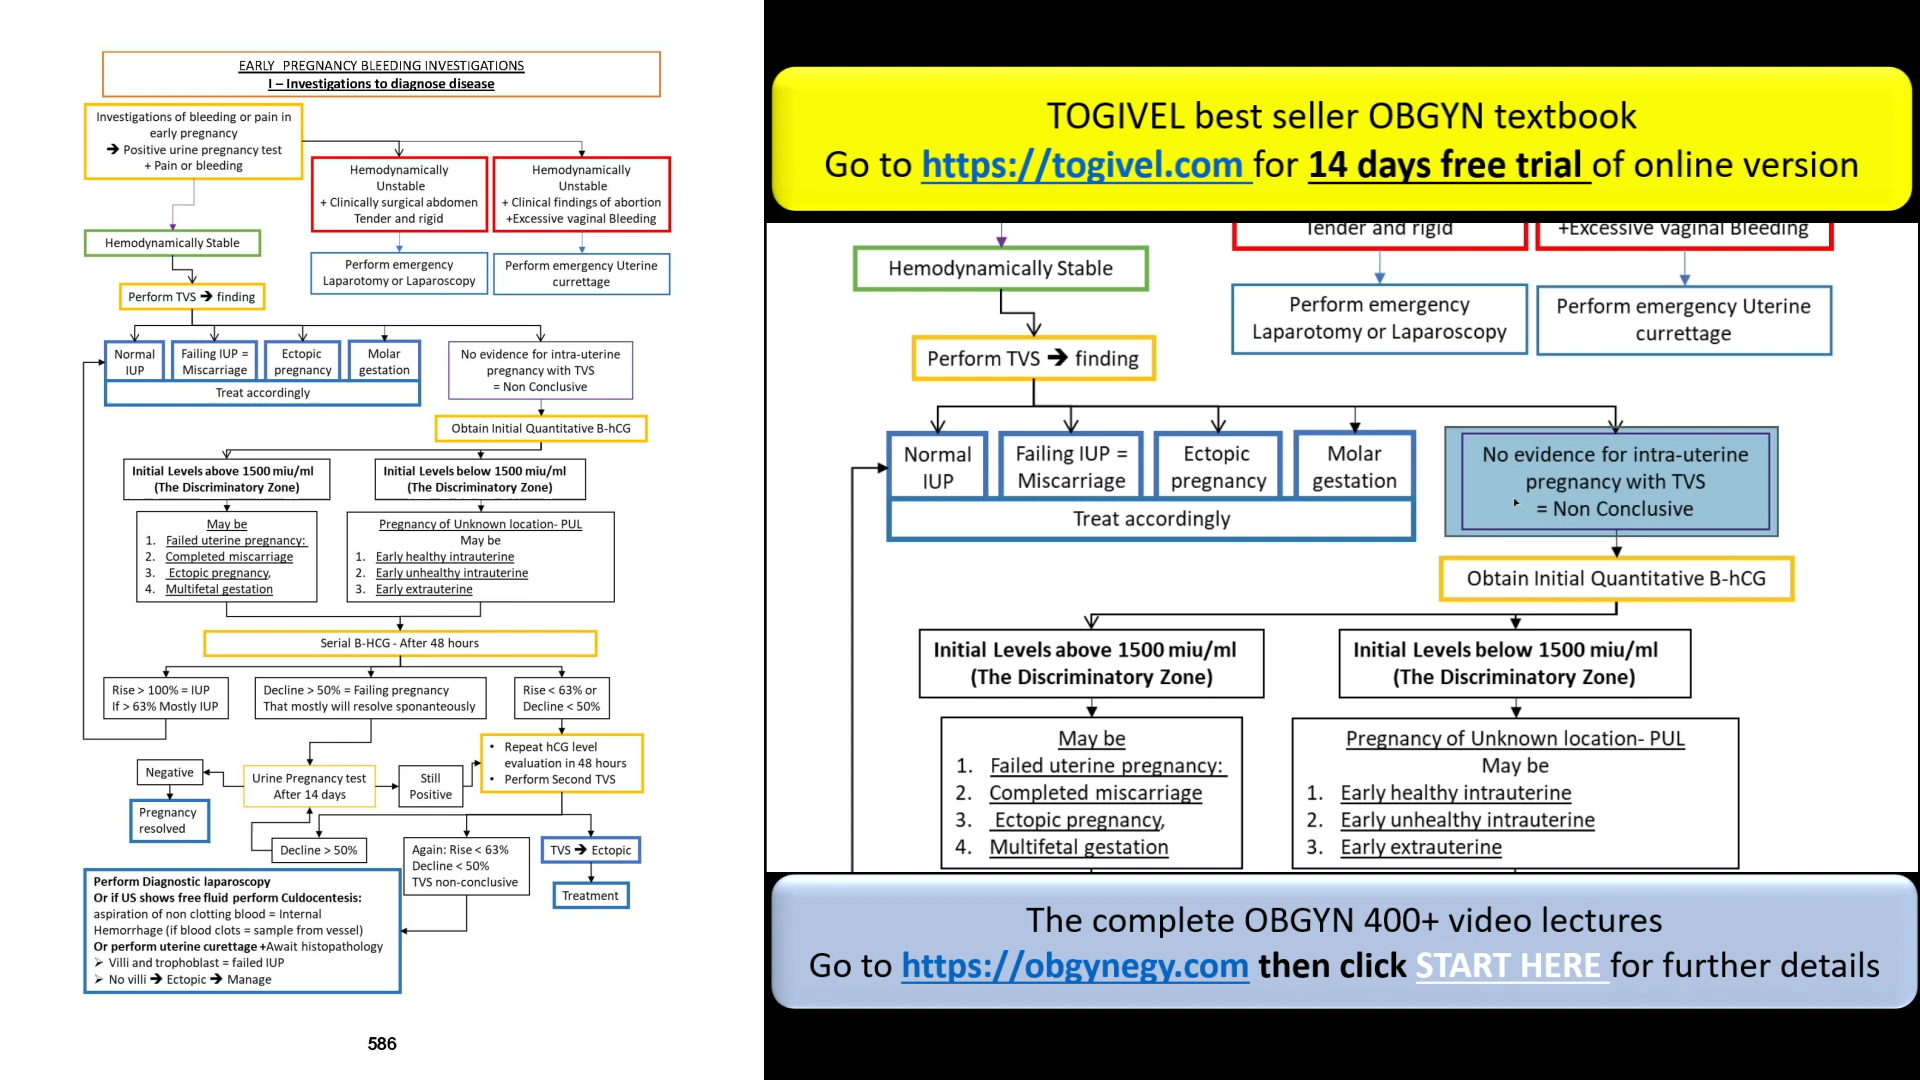 EARLY PREGNANCY BLEEDING INVESTIGATIONS
I – Investigations to diagnose disease
Investigations of bleeding or pain in
early pregnancy
➔ Positive urine pregnancy test
+ Pain or bleeding
Hemodynamically
Unstable
+ Clinically surgical abdomen
Tender and rigid
Hemodynamically
Unstable
+ Clinical findings of abortion
+Excessive vaginal Bleeding
Hemodynamically Stable
Perform emergency
Laparotomy or Laparoscopy
Perform emergency Uterine
currettage
Perform TVS ➔ finding
Normal
IUP
Failing IUP =
Miscarriage
Ectopic
pregnancy
Molar
gestation
Treat accordingly
No evidence for intra-uterine
pregnancy with TVS
= Non Conclusive
Obtain Initial Quantitative B-hCG
Initial Levels above 1500 miu/ml
(The Discriminatory Zone)
Initial Levels below 1500 miu/ml
(The Discriminatory Zone)
May be
1. Failed uterine pregnancy:
2. Completed miscarriage
3. Ectopic pregnancy,
4. Multifetal gestation
Pregnancy of Unknown location- PUL
May be
1. Early healthy intrauterine
2. Early unhealthy intrauterine
3. Early extrauterine
Serial B-HCG - After 48 hours
Rise > 100% = IUP
If > 63% Mostly IUP
Decline > 50% = Failing pregnancy
That mostly will resolve sponanteously
Rise < 63% or
Decline < 50%
• Repeat hCG level
evaluation in 48 hours
• Perform Second TVS
Negative
Urine Pregnancy test
After 14 days
Still
Positive
Pregnancy
resolved
Decline > 50%
Again: Rise < 63%
Decline < 50%
TVS non-conclusive
TVS ➔ Ectopic
Treatment
Perform Diagnostic laparoscopy
Or if US shows free fluid perform Culdocentesis:
aspiration of non clotting blood = Internal
Hemorrhage (if blood clots = sample from vessel)
Or perform uterine curettage +Await histopathology
➢ Villi and trophoblast = failed IUP
➢ No villi ➔ Ectopic ➔ Manage
586
TOGIVEL best seller OBGYN textbook
Go to https://togivel.com for 14 days free trial of online version
Tender and rigid
+Excessive vaginal Bleeding
Hemodynamically Stable
Perform emergency
Laparotomy or Laparoscopy
Perform emergency Uterine
currettage
Perform TVS ➔ finding
Normal
IUP
Failing IUP =
Miscarriage
Ectopic
pregnancy
Molar
gestation
Treat accordingly
No evidence for intra-uterine
pregnancy with TVS
= Non Conclusive
Obtain Initial Quantitative B-hCG
Initial Levels above 1500 miu/ml
(The Discriminatory Zone)
Initial Levels below 1500 miu/ml
(The Discriminatory Zone)
May be
1. Failed uterine pregnancy:
2. Completed miscarriage
3. Ectopic pregnancy,
4. Multifetal gestation
Pregnancy of Unknown location- PUL
May be
1. Early healthy intrauterine
2. Early unhealthy intrauterine
3. Early extrauterine
The complete OBGYN 400+ video lectures
Go to https://obgynegy.com then click START HERE for further details